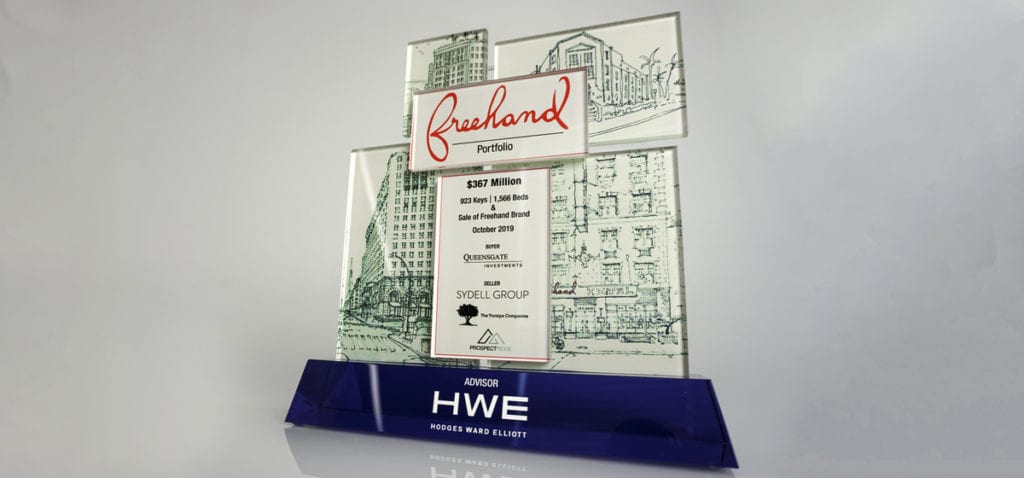 freehand
Portfolio
$367 Million
923 Keys | 1,566 Beds
&
Sale of Freehand Brand
October 2019
BUYER
QUEENSGATE
INVESTMENTS
SELLER
SYDELL GROUP
The Yucaipa Companies
PROSPECTRIDGE
ADVISOR
HWE
HODGES WARD ELLIOTT